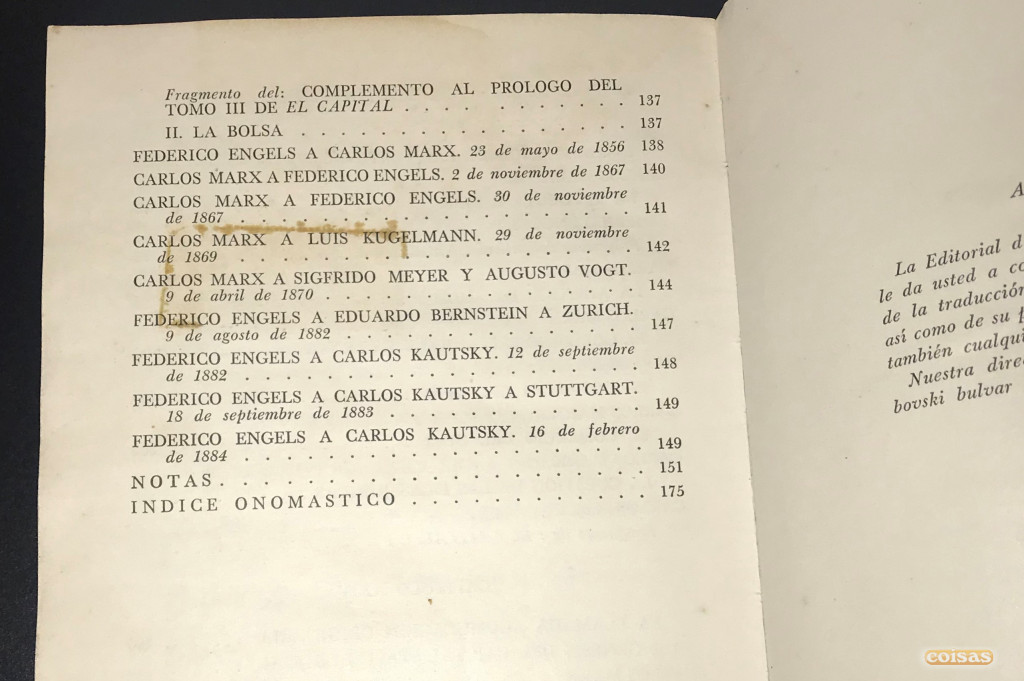 Fragmento del: COMPLEMENTO AL PROLOGO DEL
TOMO III DE EL CAPITAL . . . . . . . . . . 137
II. LA BOLSA . . . . . . . . . . . . . . . . . 137
FEDERICO ENGELS A CARLOS MARX. 23 de mayo de 1856 138
CARLOS MARX A FEDERICO ENGELS. 2 de noviembre de 1867 140
CARLOS MARX A FEDERICO ENGELS. 30 de noviembre
de 1867 . . . . . . . . . . . . . . . . . . . . 141
CARLOS MARX A LUIS KUGELMANN. 29 de noviembre
de 1869 . . . . . . . . . . . . . . . . . . . . 142
CARLOS MARX A SIGFRIDO MEYER Y AUGUSTO VOGT.
9 de abril de 1870 . . . . . . . . . . . . . . . . 144
FEDERICO ENGELS A EDUARDO BERNSTEIN A ZURICH.
9 de agosto de 1882 . . . . . . . . . . . . . . . 147
FEDERICO ENGELS A CARLOS KAUTSKY. 12 de septiembre
de 1882 . . . . . . . . . . . . . . . . . . . . 148
FEDERICO ENGELS A CARLOS KAUTSKY A STUTTGART.
18 de septiembre de 1883 . . . . . . . . . . . . . 149
FEDERICO ENGELS A CARLOS KAUTSKY. 16 de febrero
de 1884 . . . . . . . . . . . . . . . . . . . . 149
NOTAS . . . . . . . . . . . . . . . . . . . . . 151
INDICE ONOMASTICO . . . . . . . . . . . . 175
A
La Editorial
le da usted a
de la traducción
así como de su
también
Nuestra
bovski bulvar
coisas